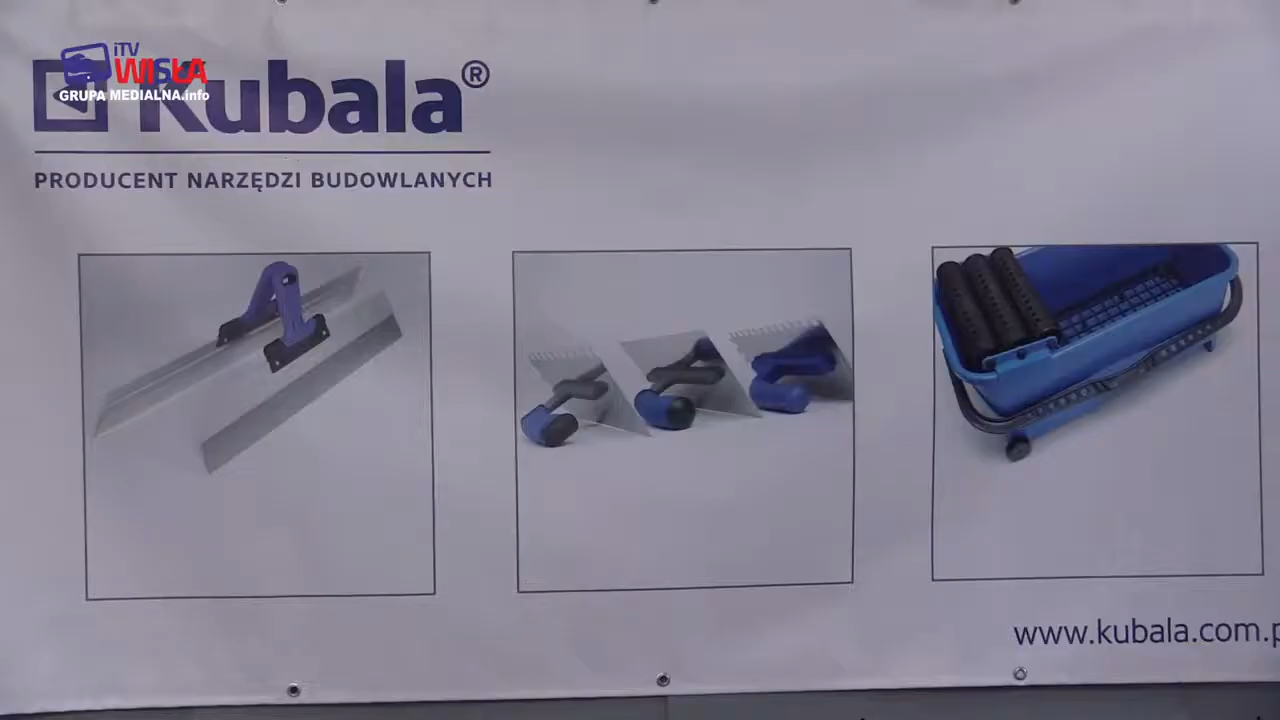 iTV
WISŁA
GRUPA MEDIALNA.info
Kubala®
PRODUCENT NARZĘDZI BUDOWLANYCH
www.kubala.com.p